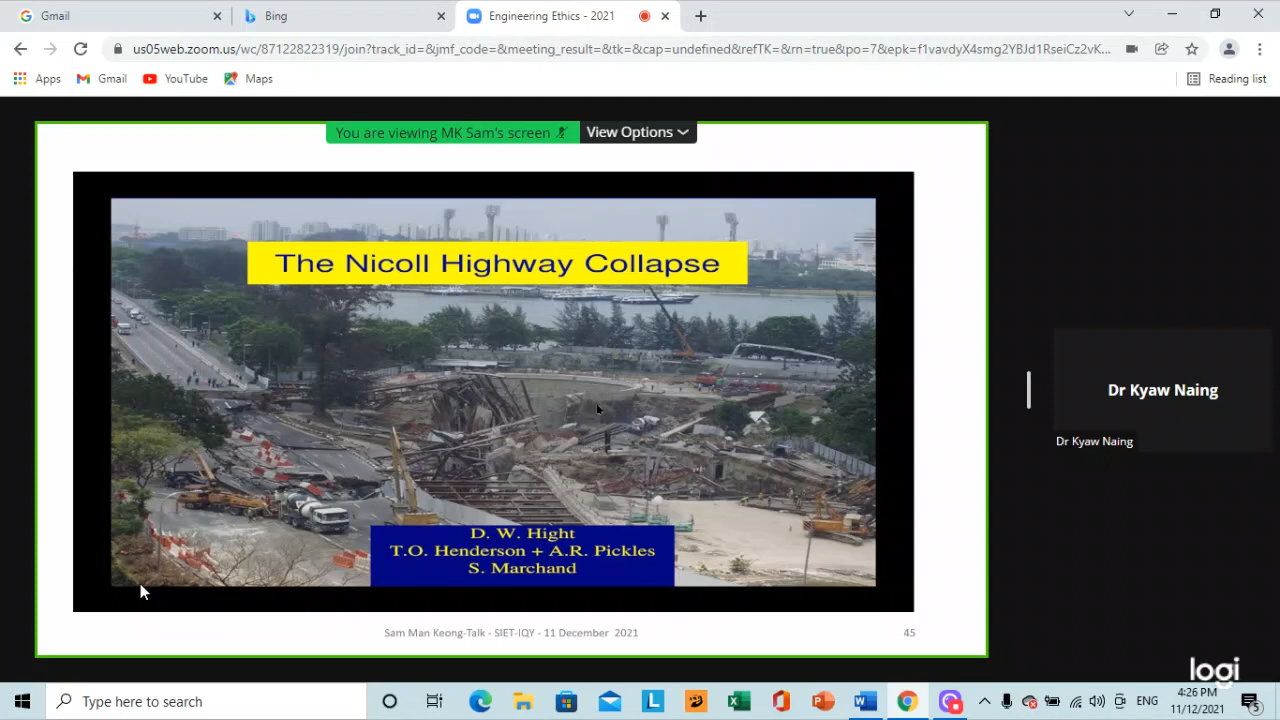 Gmail
Bing
Engineering Ethics - 2021
us05web.zoom.us/wc/87122822319/join?track_id=&jmf_code=&meeting_result=&tk=&cap=undefined&refTK=&rn=true&po=7&epk=f1vavdyX4smg2YBJd1RseiCz2vK...
Apps
Gmail
YouTube
Maps
Reading list
You are viewing MK Sam's screen
View Options
The Nicoll Highway Collapse
D. W. Hight
T.O. Henderson + A.R. Pickles
S. Marchand
Sam Man Keong-Talk - SIET-IQY - 11 December 2021
45
Dr Kyaw Naing
Dr Kyaw Naing
logi
Type here to search
ENG
4:26 PM
11/12/2021
5